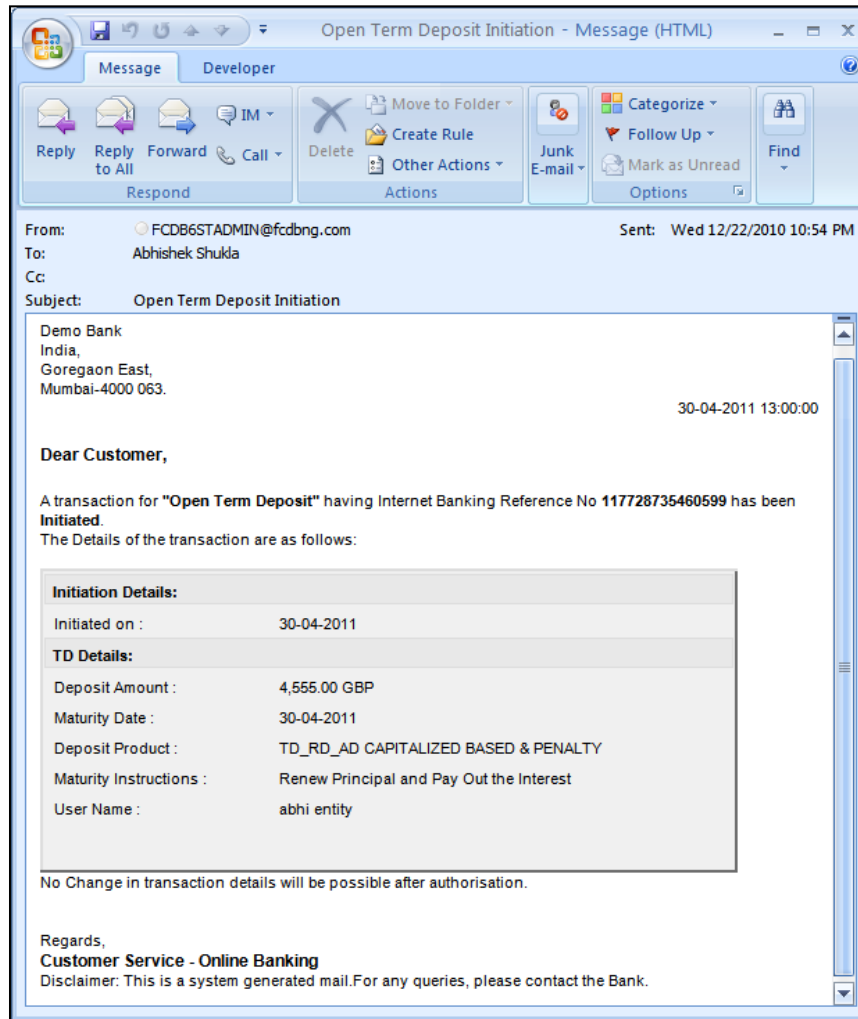 Open Term Deposit Initiation - Message (HTML)
Message Developer
Reply
Reply to All
Forward
IM
Call
Respond
Delete
Move to Folder
Create Rule
Other Actions
Actions
Junk E-mail
Categorize
Follow Up
Mark as Unread
Options
Find
From: FCDB6STADMIN@fcdbng.com Sent: Wed 12/22/2010 10:54 PM
To: Abhishek Shukla
Cc:
Subject: Open Term Deposit Initiation
Demo Bank
India,
Goregaon East,
Mumbai-4000 063.
30-04-2011 13:00:00
Dear Customer,
A transaction for "Open Term Deposit" having Internet Banking Reference No 117728735460599 has been
Initiated.
The Details of the transaction are as follows:
Initiation Details:
Initiated on : 30-04-2011
TD Details:
Deposit Amount : 4,555.00 GBP
Maturity Date : 30-04-2011
Deposit Product : TD_RD_AD CAPITALIZED BASED & PENALTY
Maturity Instructions : Renew Principal and Pay Out the Interest
User Name : abhi entity
No Change in transaction details will be possible after authorisation.
Regards,
Customer Service - Online Banking
Disclaimer: This is a system generated mail.For any queries, please contact the Bank.